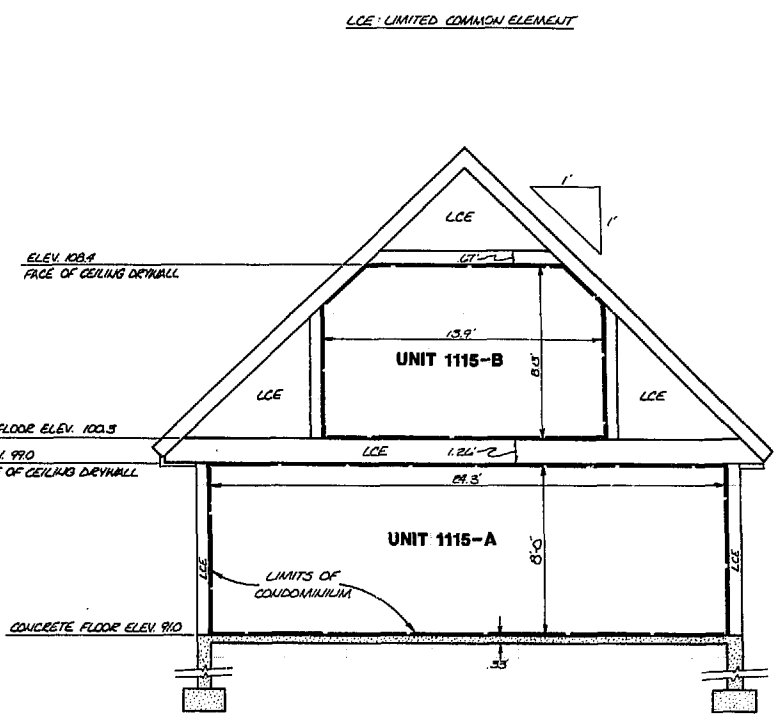 LCE: LIMITED COMMON ELEMENT
1'
1'
LCE
ELEV. 108.4
FACE OF CEILING DRYWALL
.67'
13.9'
UNIT 1115-B
LCE
LCE
FLOOR ELEV. 100.3
V. 99.0
OF CEILING DRYWALL
LCE
1.26'
24.3'
UNIT 1115-A
8'-0"
LCE
LCE
LIMITS OF
CONDOMINIUM
CONCRETE FLOOR ELEV. 91.0
.33'